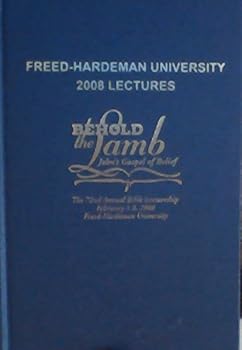 FREED-HARDEMAN UNIVERSITY
2008 LECTURES
BEHOLD
the Lamb
John's Gospel of Belief
The 72nd Annual Bible Lectureship
February 3-8, 2008
Freed-Hardeman University